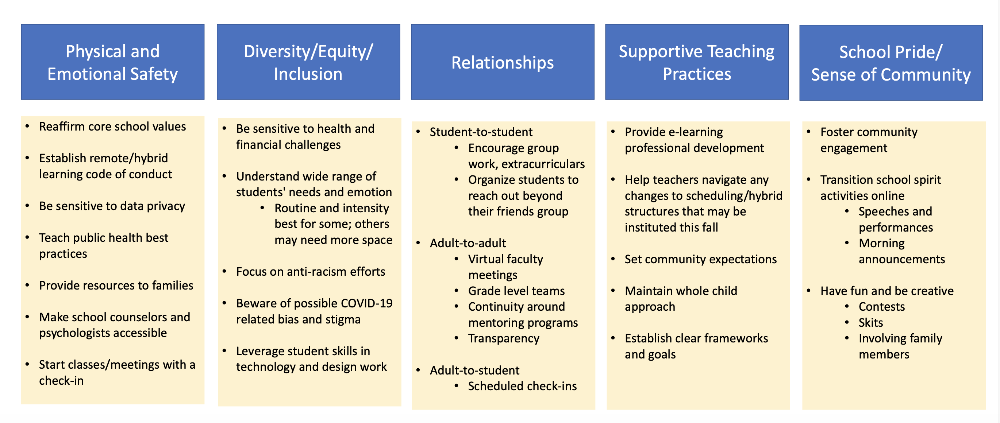 Physical and
Emotional Safety
• Reaffirm core school values
• Establish remote/hybrid
learning code of conduct
• Be sensitive to data privacy
• Teach public health best
practices
• Provide resources to families
• Make school counselors and
psychologists accessible
• Start classes/meetings with a
check-in
Diversity/Equity/
Inclusion
• Be sensitive to health and
financial challenges
• Understand wide range of
students' needs and emotion
• Routine and intensity
best for some; others
may need more space
• Focus on anti-racism efforts
• Beware of possible COVID-19
related bias and stigma
• Leverage student skills in
technology and design work
Relationships
• Student-to-student
• Encourage group
work, extracurriculars
• Organize students to
reach out beyond
their friends group
• Adult-to-adult
• Virtual faculty
meetings
• Grade level teams
• Continuity around
mentoring programs
• Transparency
• Adult-to-student
• Scheduled check-ins
Supportive Teaching
Practices
• Provide e-learning
professional development
• Help teachers navigate any
changes to scheduling/hybrid
structures that may be
instituted this fall
• Set community expectations
• Maintain whole child
approach
• Establish clear frameworks
and goals
School Pride/
Sense of Community
• Foster community
engagement
• Transition school spirit
activities online
• Speeches and
performances
• Morning
announcements
• Have fun and be creative
• Contests
• Skits
• Involving family
members